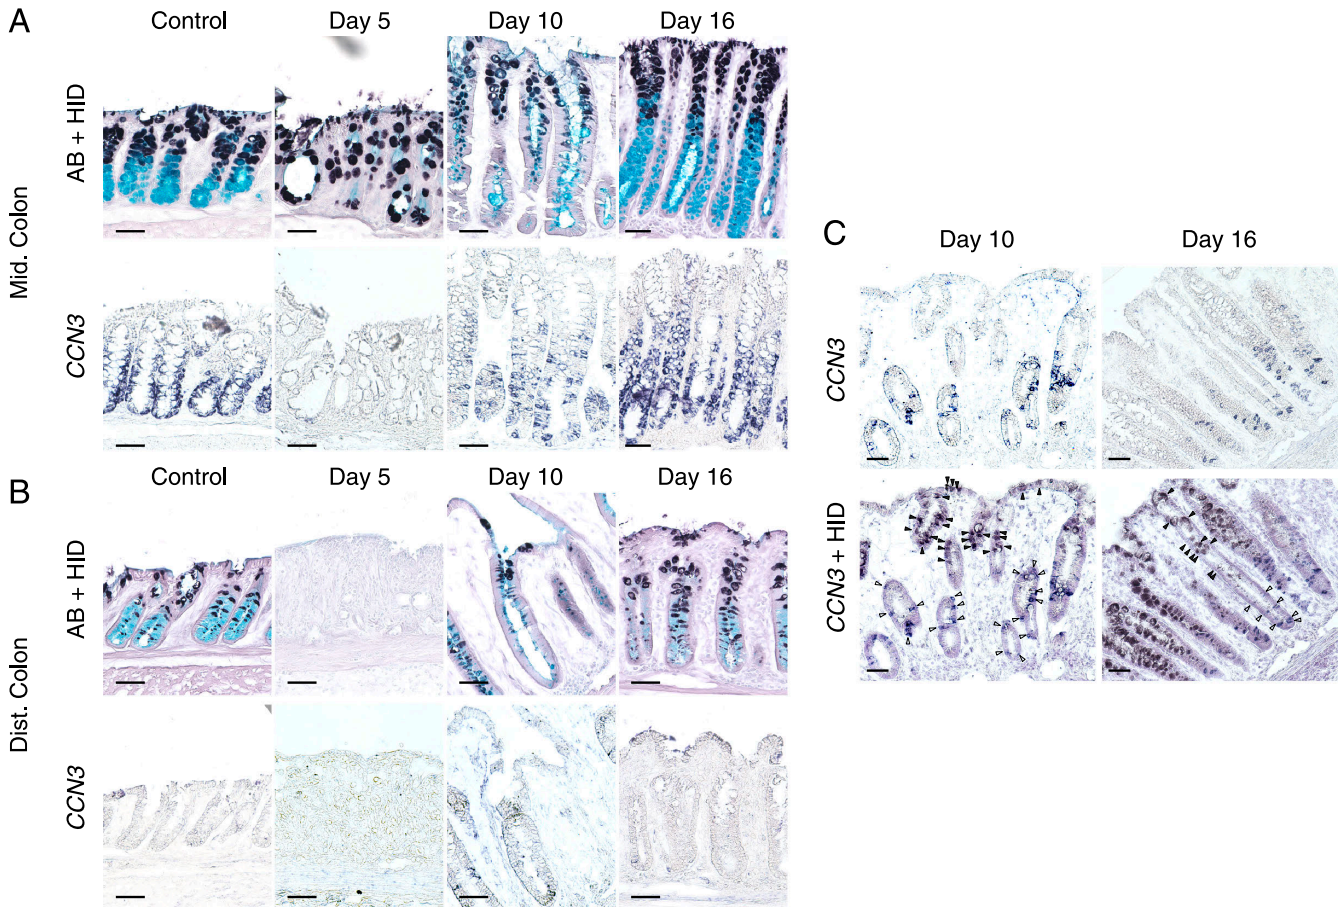 A
Control
Day 5
Day 10
Day 16
Mid. Colon
AB + HID
CCN3
B
Control
Day 5
Day 10
Day 16
Dist. Colon
AB + HID
CCN3
C
Day 10
Day 16
CCN3
CCN3 + HID